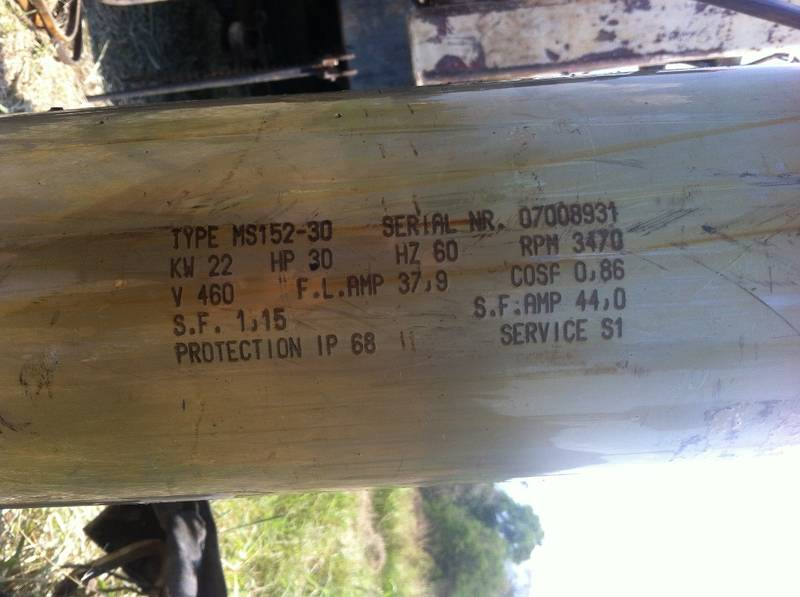 TYPE MS152-30 SERIAL NR. 07008931
KW 22 HP 30 HZ 60 RPM 3470
V 460 F.L.AMP 37,9 COSF 0,86
S.F. 1,15 S.F.AMP 44,0
PROTECTION IP 68 SERVICE S1